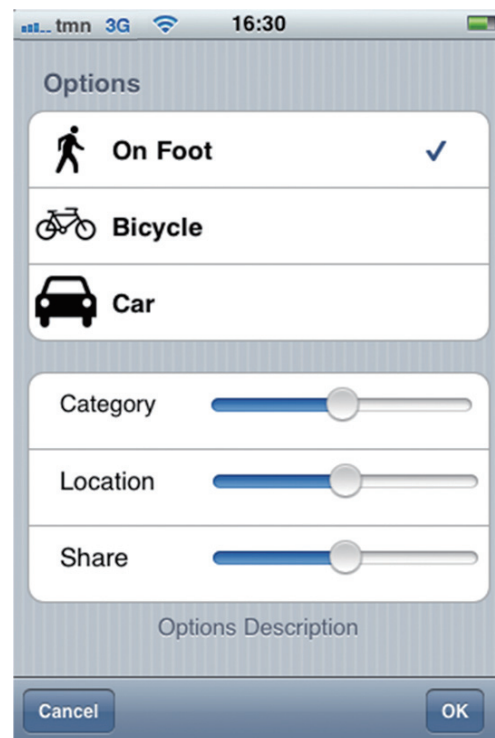 tmn 3G 16:30
Options
On Foot
Bicycle
Car
Category
Location
Share
Options Description
Cancel OK